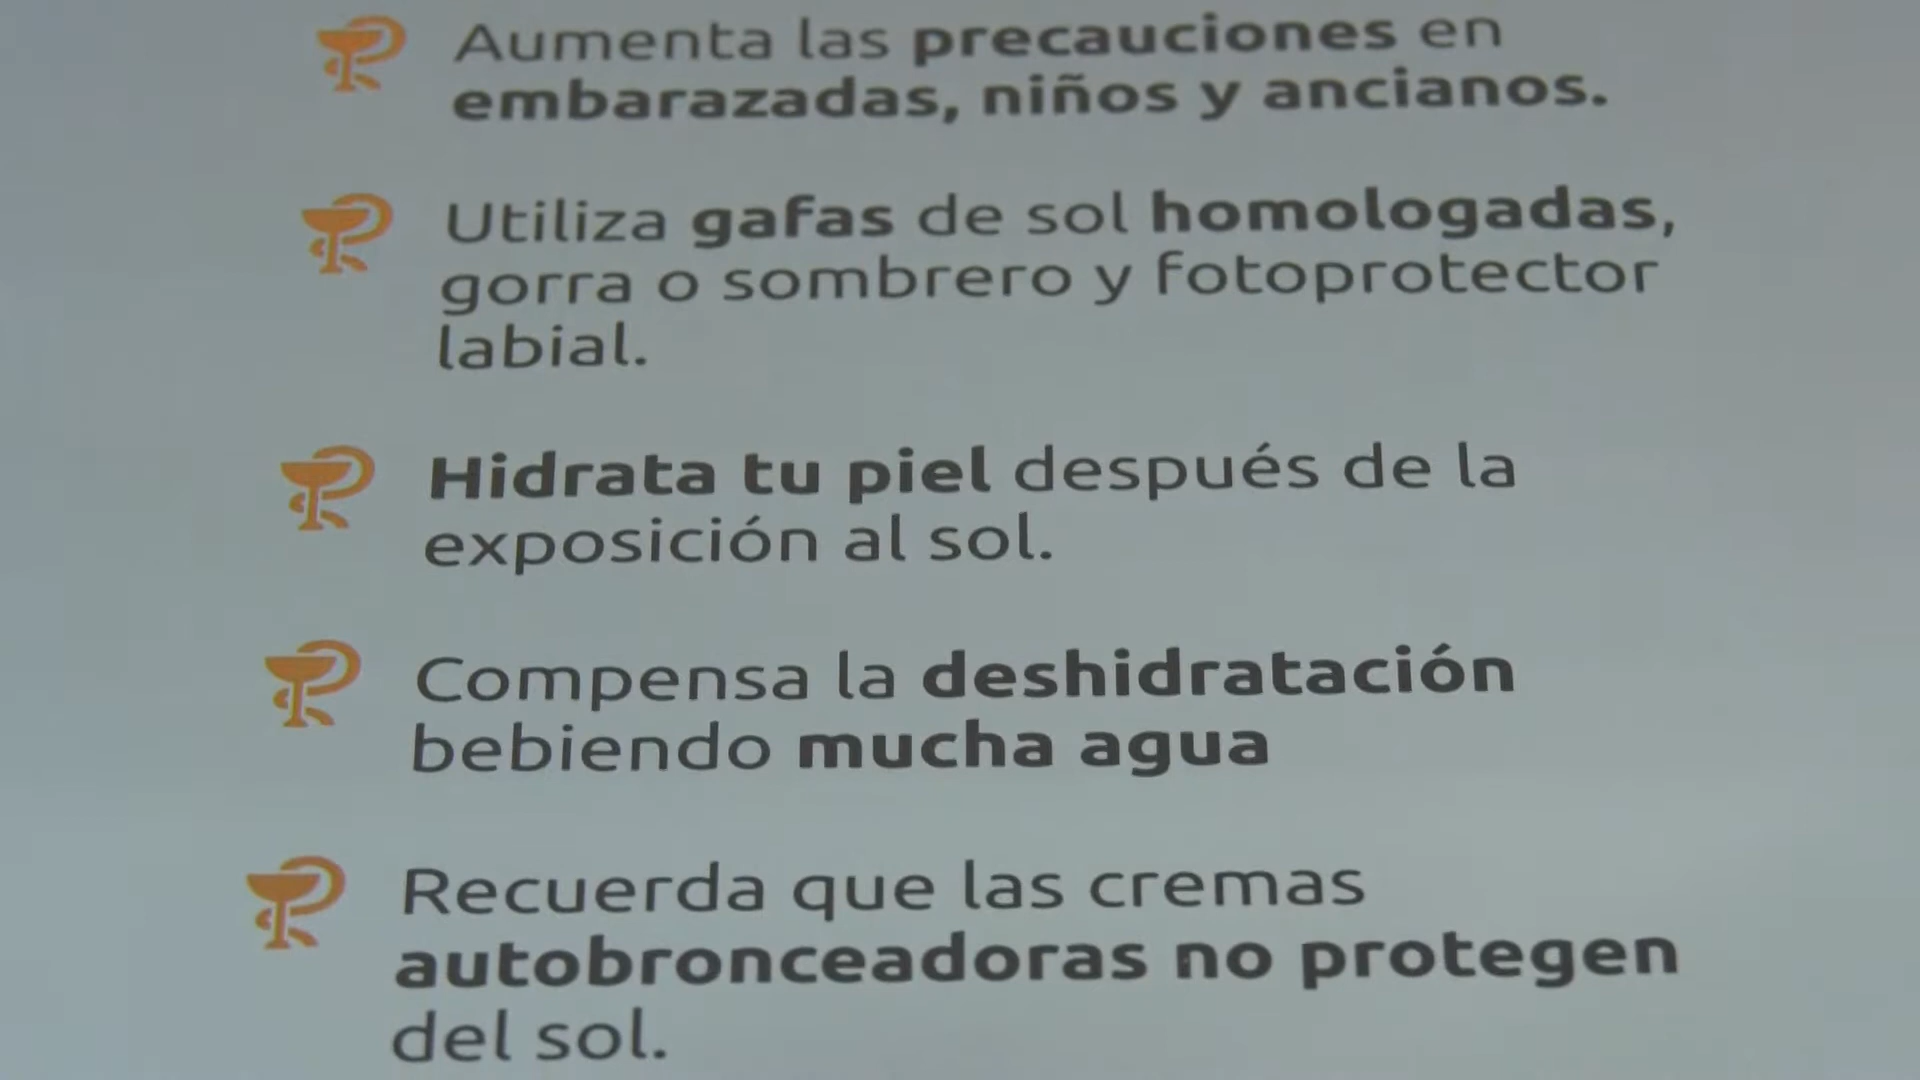 Aumenta las precauciones en
embarazadas, niños y ancianos.
Utiliza gafas de sol homologadas,
gorra o sombrero y fotoprotector
labial.
Hidrata tu piel después de la
exposición al sol.
Compensa la deshidratación
bebiendo mucha agua
Recuerda que las cremas
autobronceadoras no protegen
del sol.